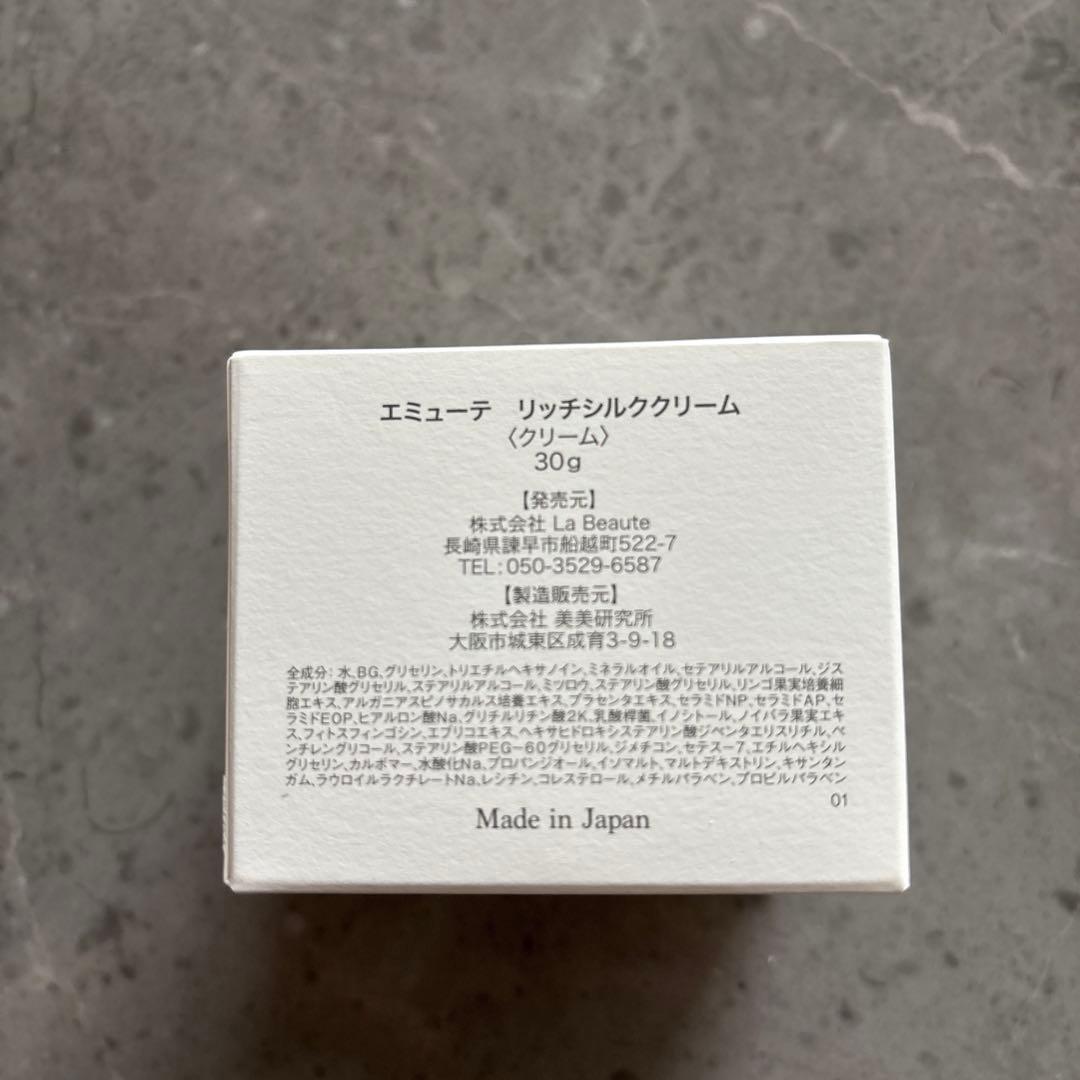 エミューテ　リッチシルククリーム
〈クリーム〉
30g
【発売元】
株式会社 La Beaute
長崎県諫早市船越町522-7
TEL:050-3529-6587
【製造販売元】
株式会社 美美研究所
大阪市城東区成育3-9-18
全成分：水、BG、グリセリン、トリエチルヘキサノイン、ミネラルオイル、セテアリルアルコール、ジス
テアリン酸グリセリル、ステアリルアルコール、ミツロウ、ステアリン酸グリセリル、リンゴ果実培養細
胞エキス、アルガニアスピノサカルス培養エキス、プラセンタエキス、セラミドNP、セラミドAP、セ
ラミドEOP、ヒアルロン酸Na、グリチルリチン酸2K、乳酸桿菌、イノシトール、ノイバラ果実エキ
ス、フィトスフィンゴシン、エブリコエキス、ヘキサヒドロキシステアリン酸ジペンタエリスリチル、ペ
ンチレングリコール、ステアリン酸PEG－60グリセリル、ジメチコン、セテス－7、エチルヘキシル
グリセリン、カルボマー、水酸化Na、プロパンジオール、イソマルト、マルトデキストリン、キサンタン
ガム、ラウロイルラクチレートNa、レシチン、コレステロール、メチルパラベン、プロピルパラベン
01
Made in Japan